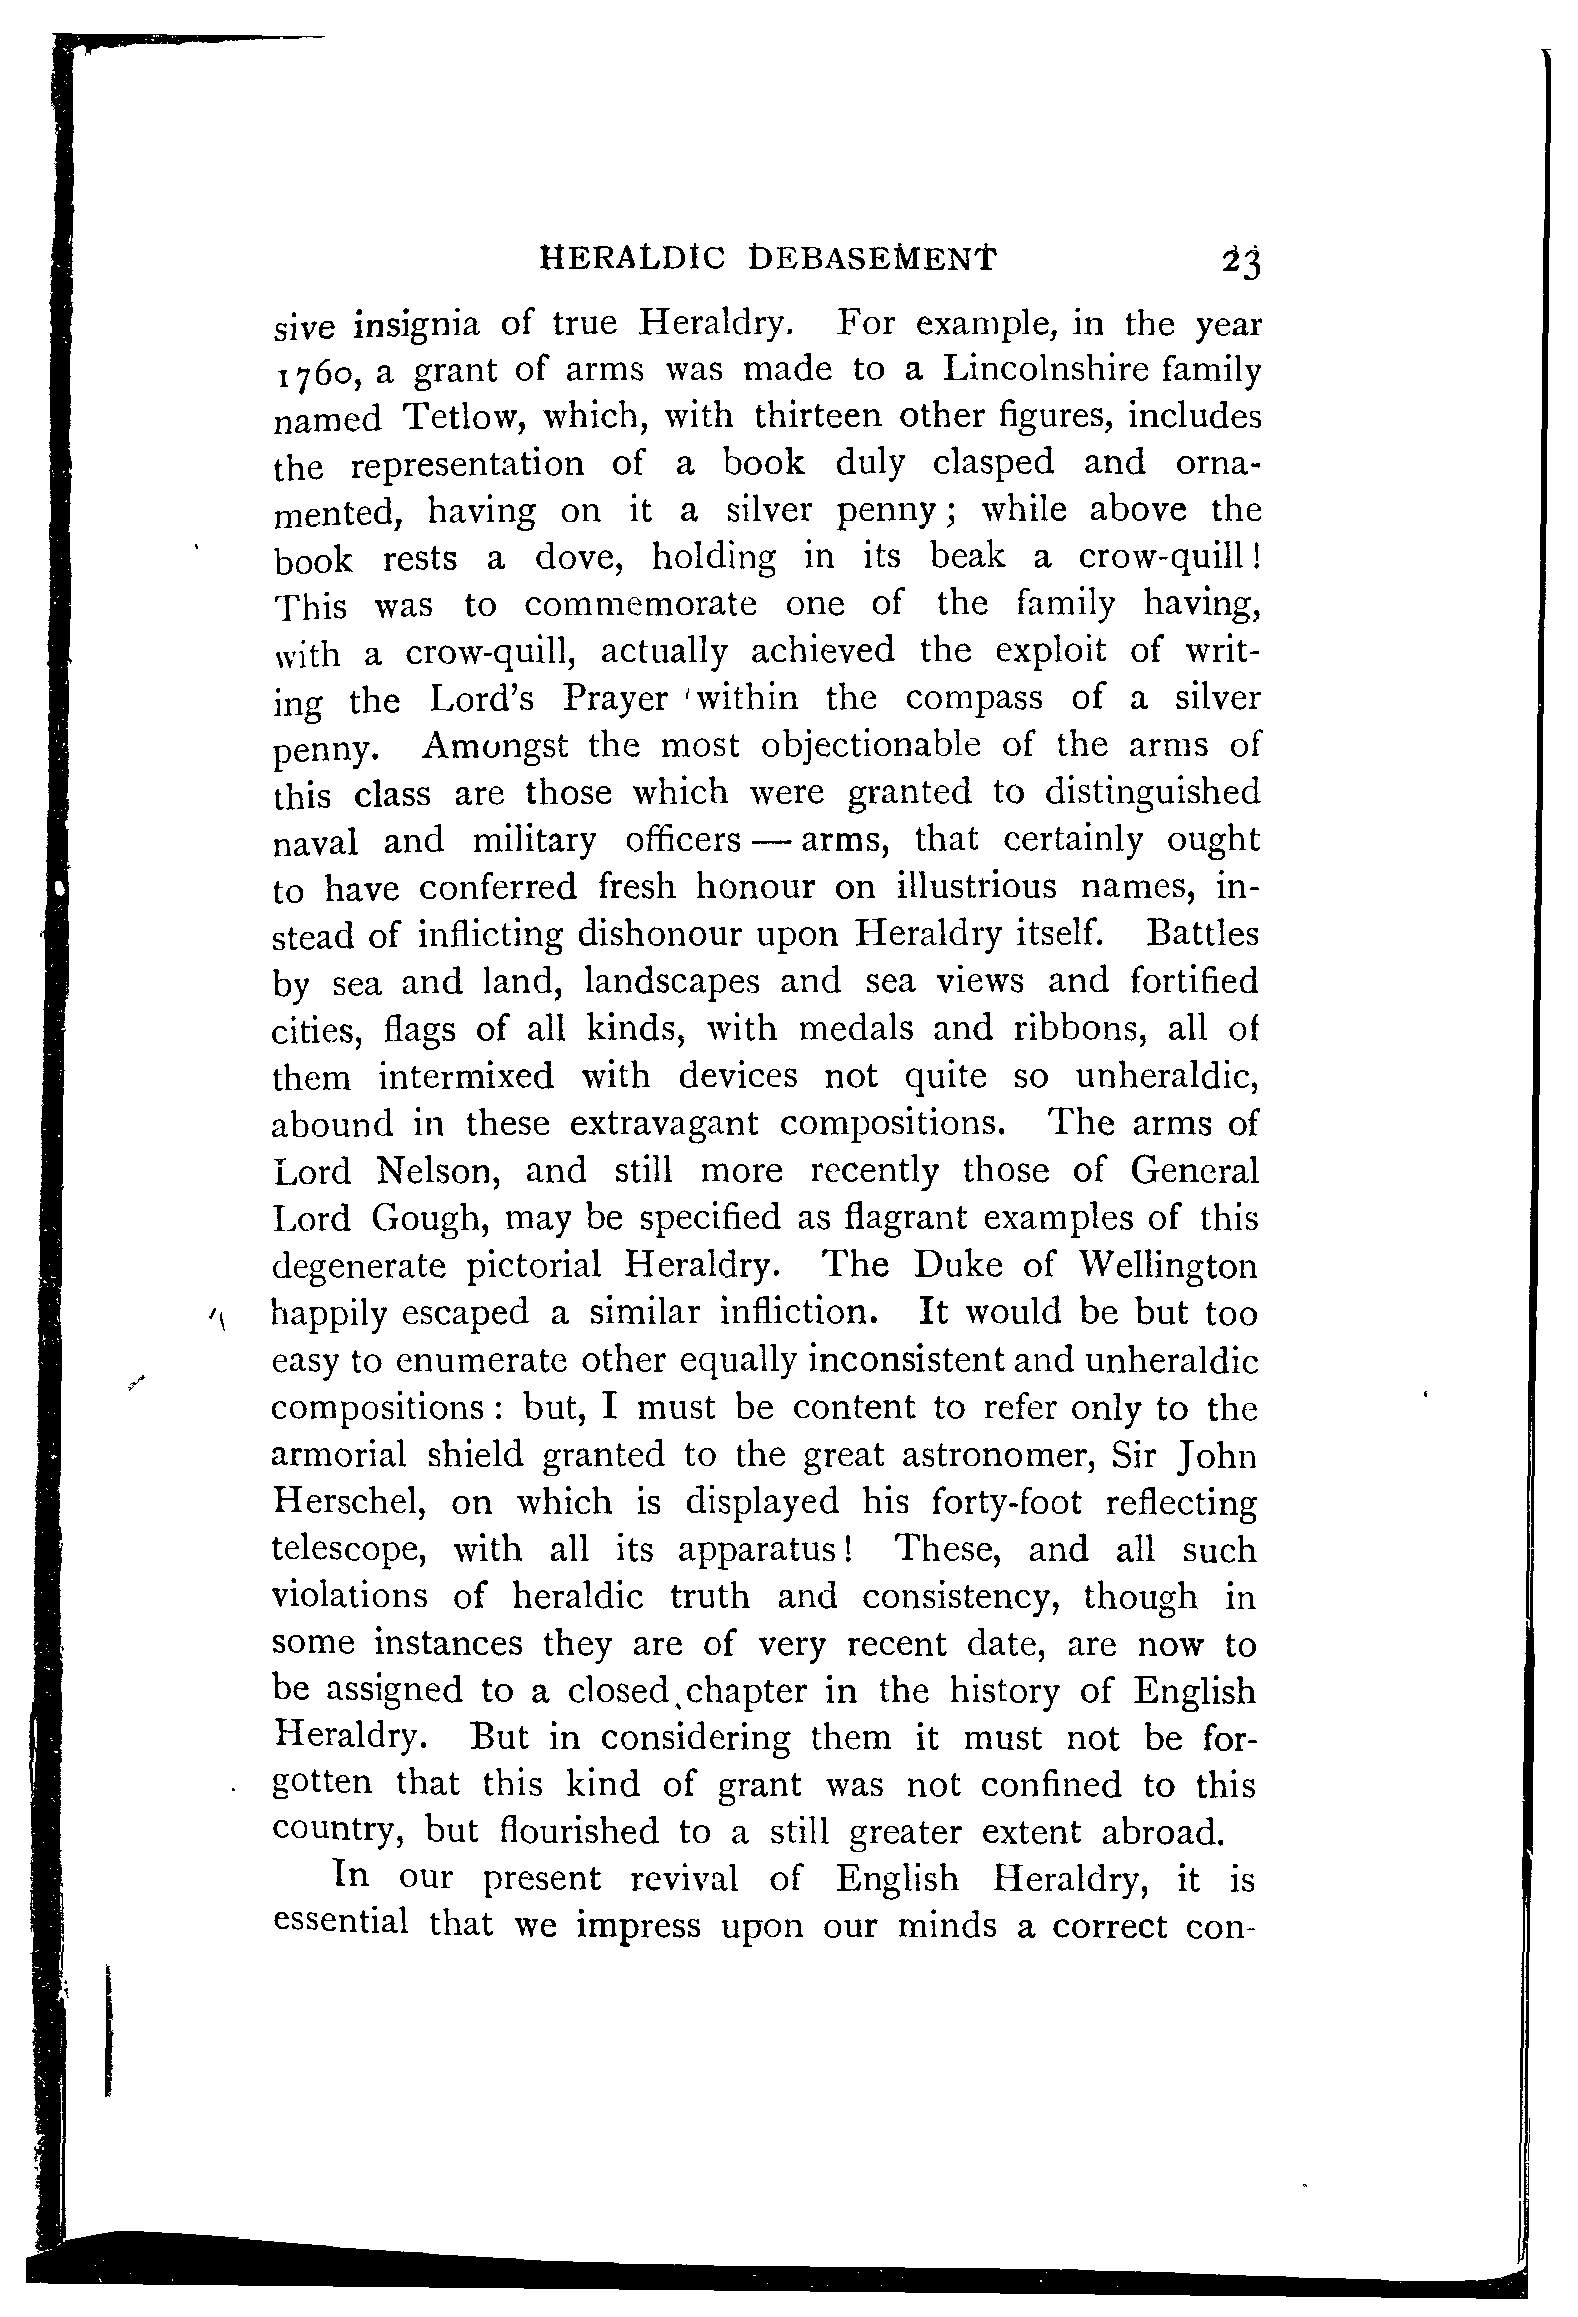 HERALDIC DEBASEMENT 23
sive insignia of true Heraldry. For example, in the year
1760, a grant of arms was made to a Lincolnshire family
named Tetlow, which, with thirteen other figures, includes
the representation of a book duly clasped and orna-
mented, having on it a silver penny; while above the
book rests a dove, holding in its beak a crow-quill!
This was to commemorate one of the family having,
with a crow-quill, actually achieved the exploit of writ-
ing the Lord's Prayer within the compass of a silver
penny. Amongst the most objectionable of the arms of
this class are those which were granted to distinguished
naval and military officers — arms, that certainly ought
to have conferred fresh honour on illustrious names, in-
stead of inflicting dishonour upon Heraldry itself. Battles
by sea and land, landscapes and sea views and fortified
cities, flags of all kinds, with medals and ribbons, all of
them intermixed with devices not quite so unheraldic,
abound in these extravagant compositions. The arms of
Lord Nelson, and still more recently those of General
Lord Gough, may be specified as flagrant examples of this
degenerate pictorial Heraldry. The Duke of Wellington
happily escaped a similar infliction. It would be but too
easy to enumerate other equally inconsistent and unheraldic
compositions: but, I must be content to refer only to the
armorial shield granted to the great astronomer, Sir John
Herschel, on which is displayed his forty-foot reflecting
telescope, with all its apparatus! These, and all such
violations of heraldic truth and consistency, though in
some instances they are of very recent date, are now to
be assigned to a closed chapter in the history of English
Heraldry. But in considering them it must not be for-
gotten that this kind of grant was not confined to this
country, but flourished to a still greater extent abroad.
In our present revival of English Heraldry, it is
essential that we impress upon our minds a correct con-